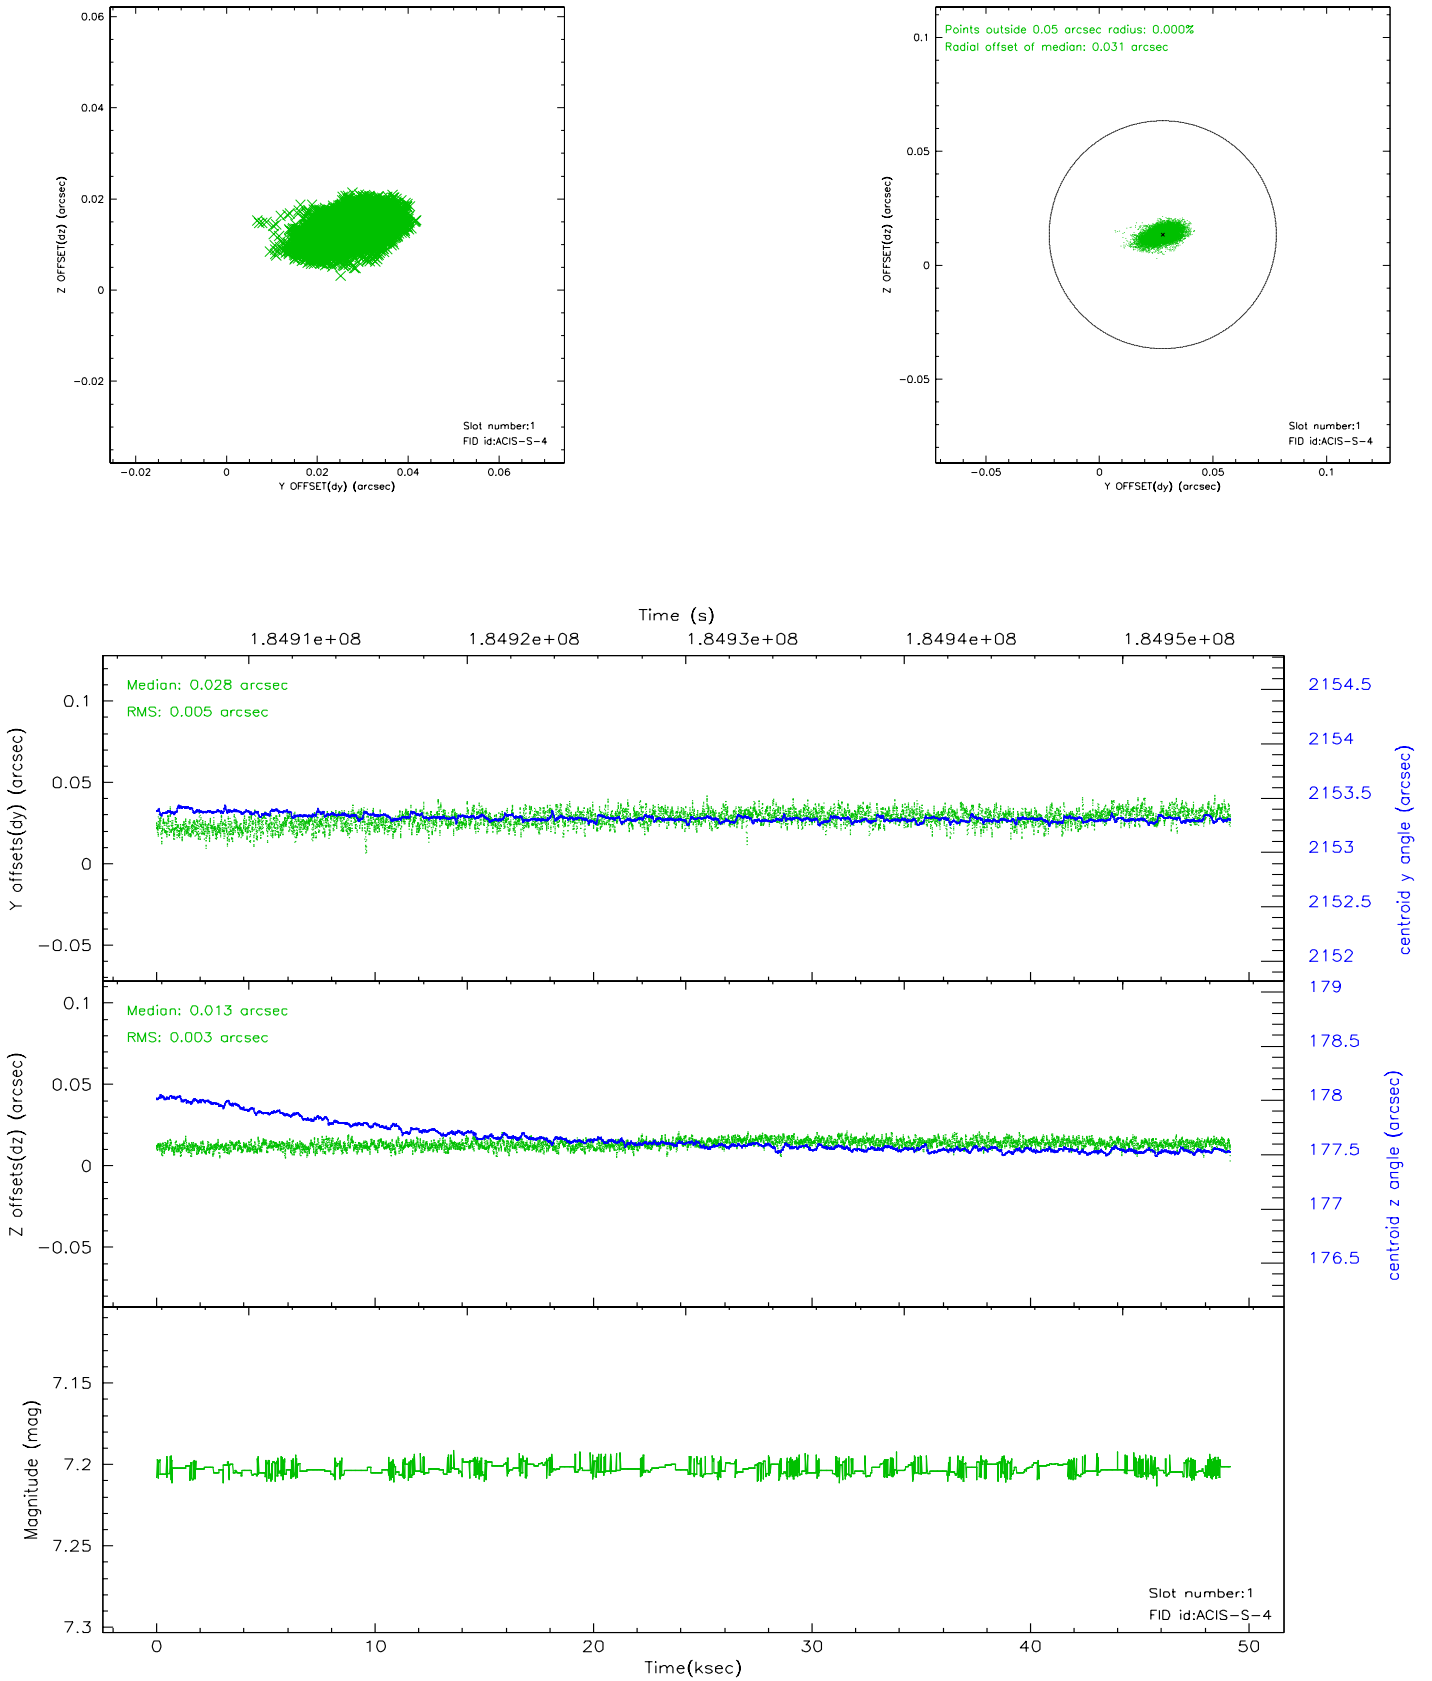 0.06
0.04
0.02
0
−0.02
Z OFFSET(dz) (arcsec)
Slot number:1
FID id:ACIS−S−4
−0.02 0 0.02 0.04 0.06
Y OFFSET(dy) (arcsec)
Points outside 0.05 arcsec radius: 0.000%
Radial offset of median: 0.031 arcsec
0.1
0.05
0
−0.05
Z OFFSET(dz) (arcsec)
Slot number:1
FID id:ACIS−S−4
−0.05 0 0.05 0.1
Y OFFSET(dy) (arcsec)
Time (s)
1.8491e+08 1.8492e+08 1.8493e+08 1.8494e+08 1.8495e+08
Median: 0.028 arcsec
RMS: 0.005 arcsec
0.1
0.05
0
−0.05
Y offsets(dy) (arcsec)
2154.5
2154
2153.5
2153
2152.5
2152
centroid y angle (arcsec)
Median: 0.013 arcsec
RMS: 0.003 arcsec
0.1
0.05
0
−0.05
Z offsets(dz) (arcsec)
179
178.5
178
177.5
177
176.5
centroid z angle (arcsec)
7.15
7.2
7.25
7.3
Magnitude (mag)
Slot number:1
FID id:ACIS−S−4
0 10 20 30 40 50
Time(ksec)